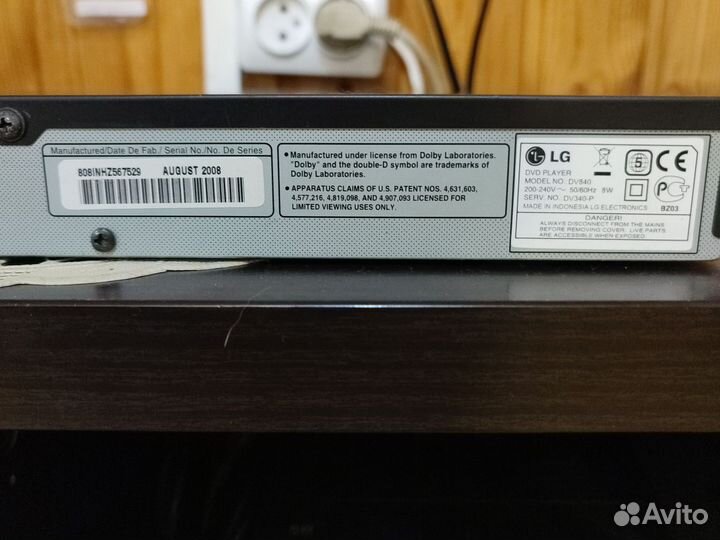 Manufactured/Date De Fab./ Serial No./No. De Series
808INHZ567529 AUGUST 2008
● Manufactured under license from Dolby Laboratories.
"Dolby" and the double-D symbol are trademarks of
Dolby Laboratories.
● APPARATUS CLAIMS OF U.S. PATENT NOS. 4,631,603,
4,577,216, 4,819,098, AND 4,907,093 LICENSED FOR
LIMITED VIEWING USES ONLY.
LG
DVD PLAYER
MODEL NO. DV840
200-240V~ 50/60Hz 8W
SERV. NO. DV340-P
MADE IN INDONESIA LG ELECTRONICS
5
CE
BZ03
DANGER!
ALWAYS DISCONNECT FROM THE MAINS
BEFORE REMOVING COVER. LIVE PARTS
ARE ACCESSIBLE WHEN EXPOSED.
Avito